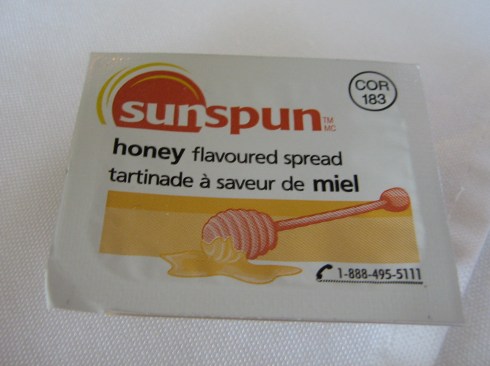 COR
183
sunspun TM
MC
honey flavoured spread
tartinade à saveur de miel
1-888-495-5111